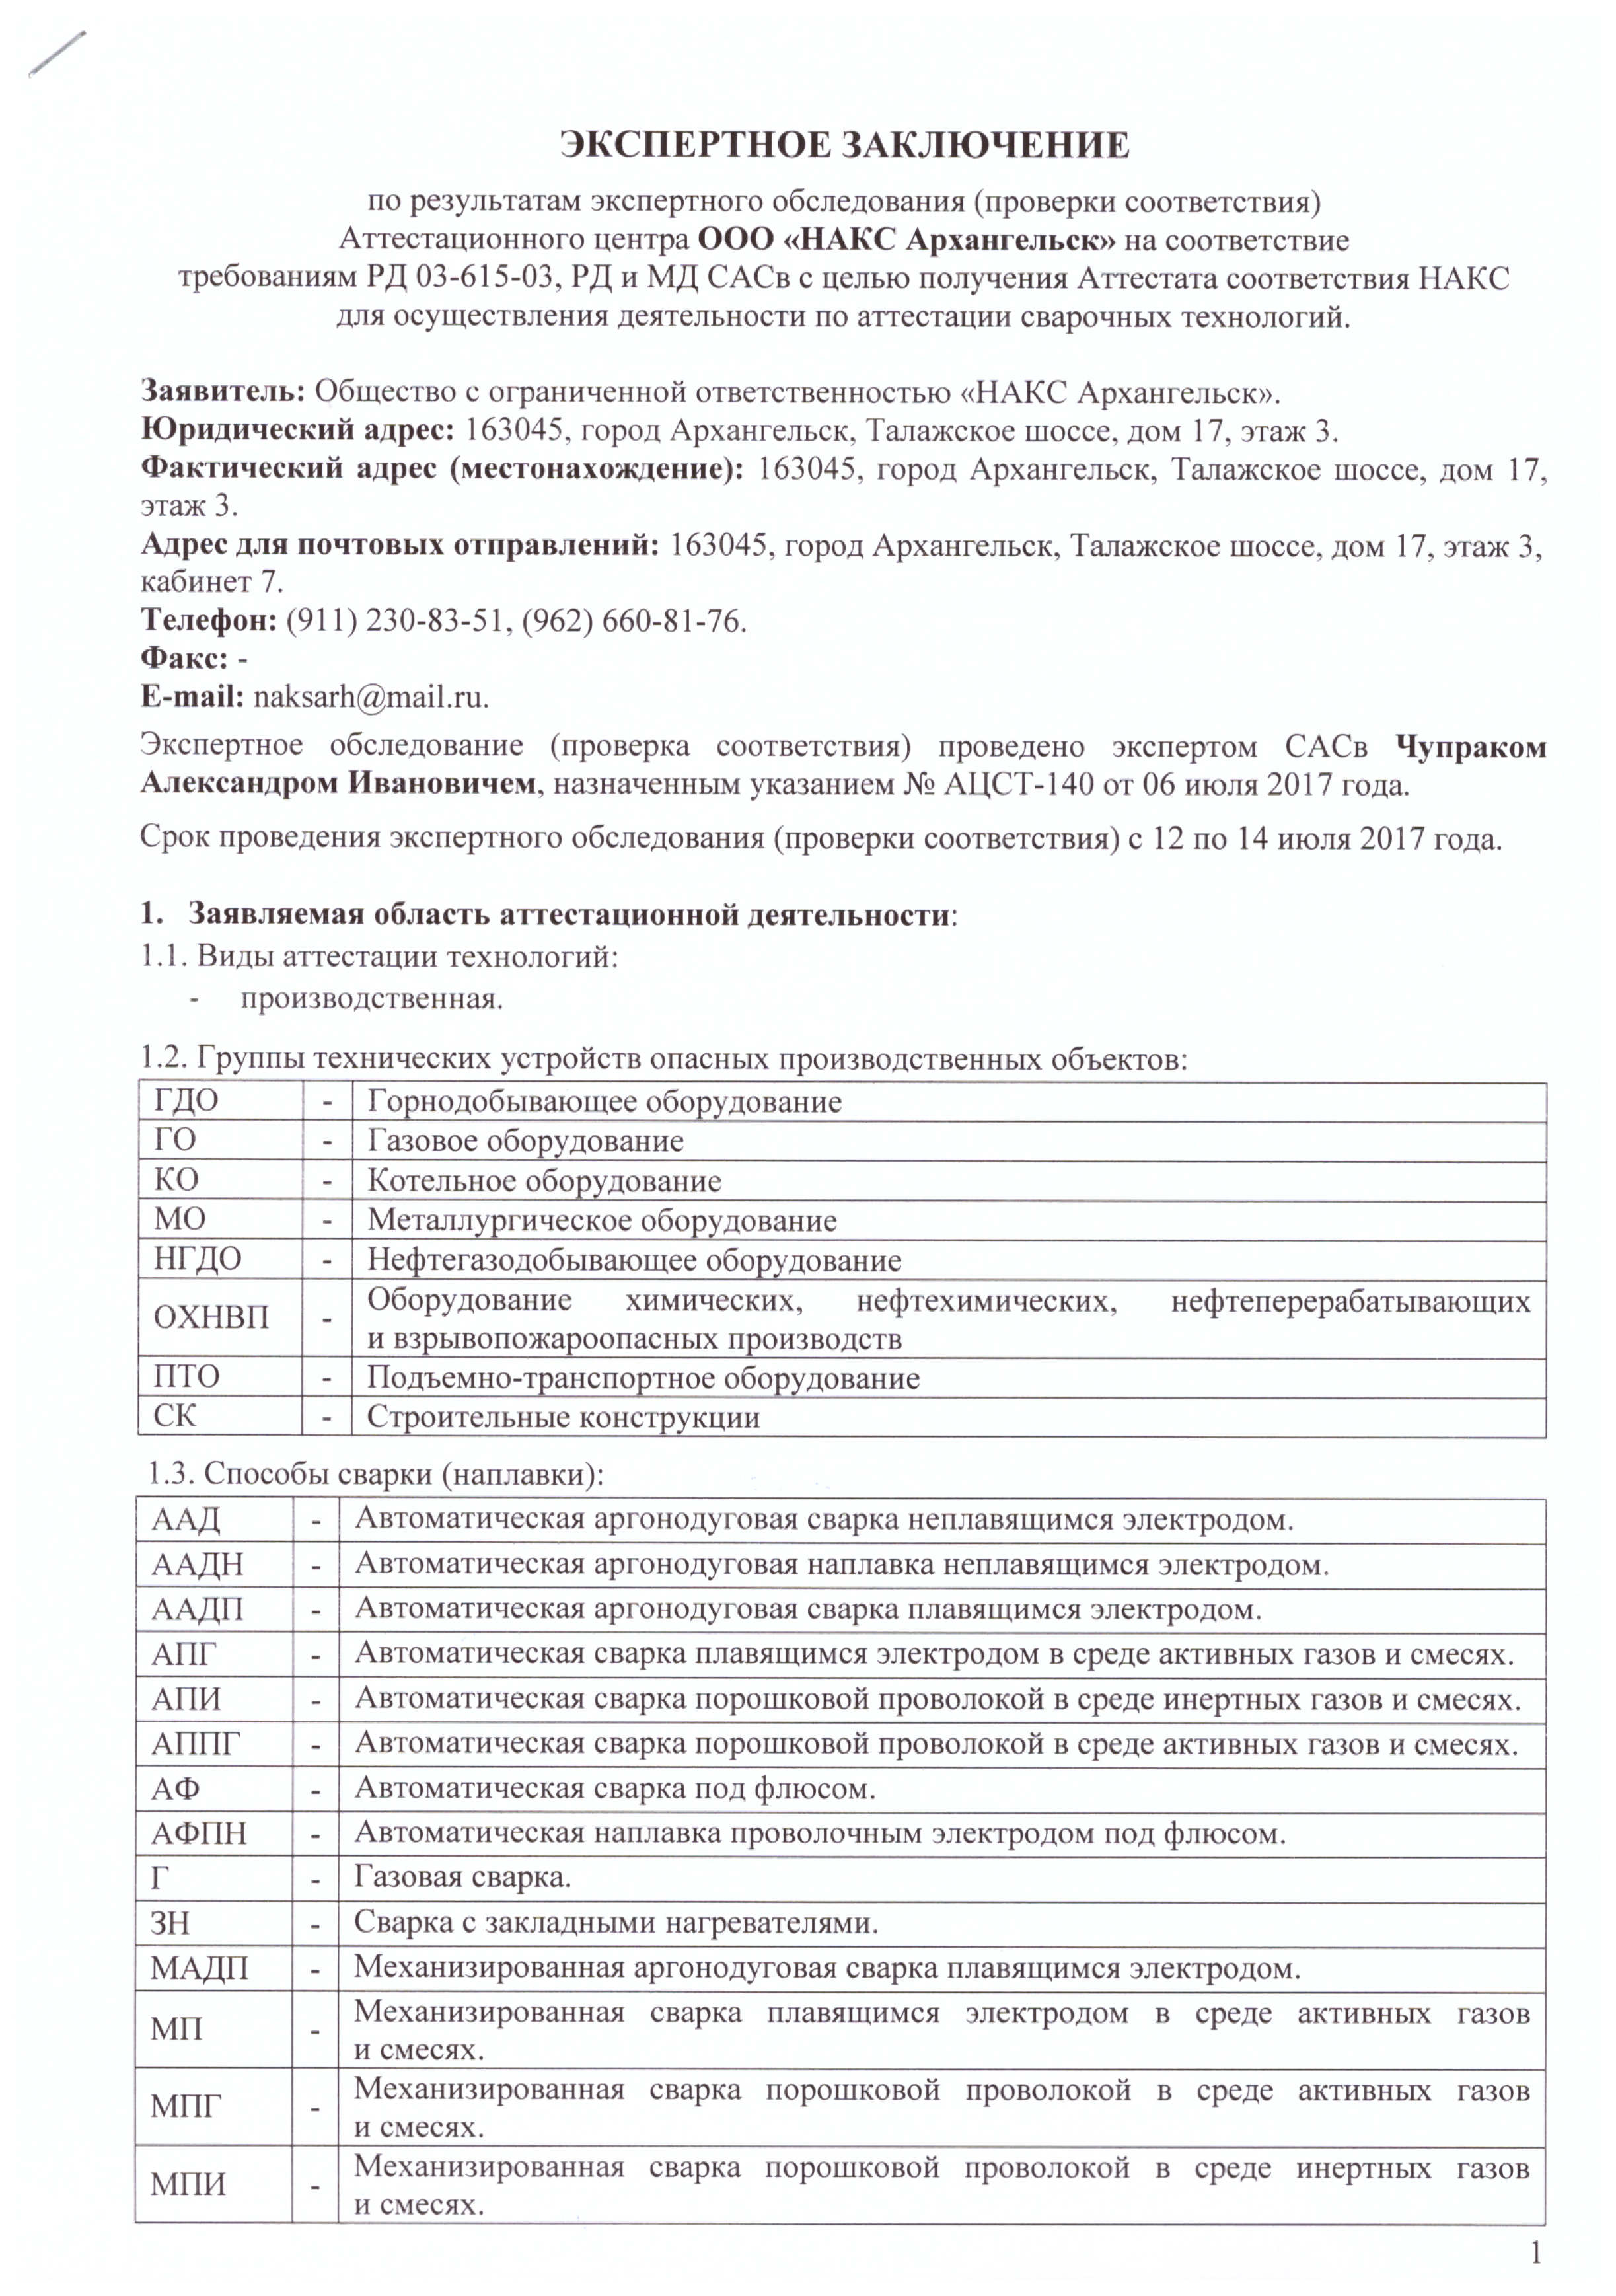 ЭКСПЕРТНОЕ ЗАКЛЮЧЕНИЕ
по результатам экспертного обследования (проверки соответствия)
Аттестационного центра ООО «НАКС Архангельск» на соответствие
требованиям РД 03-615-03, РД и МД САСв с целью получения Аттестата соответствия НАКС
для осуществления деятельности по аттестации сварочных технологий.
Заявитель: Общество с ограниченной ответственностью «НАКС Архангельск».
Юридический адрес: 163045, город Архангельск, Талажское шоссе, дом 17, этаж 3.
Фактический адрес (местонахождение): 163045, город Архангельск, Талажское шоссе, дом 17,
этаж 3.
Адрес для почтовых отправлений: 163045, город Архангельск, Талажское шоссе, дом 17, этаж 3,
кабинет 7.
Телефон: (911) 230-83-51, (962) 660-81-76.
Факс: -
E-mail: naksarh@mail.ru.
Экспертное обследование (проверка соответствия) проведено экспертом САСв Чупраком
Александром Ивановичем, назначенным указанием № АЦСТ-140 от 06 июля 2017 года.
Срок проведения экспертного обследования (проверки соответствия) с 12 по 14 июля 2017 года.
1. Заявляемая область аттестационной деятельности:
1.1. Виды аттестации технологий:
- производственная.
1.2. Группы технических устройств опасных производственных объектов:
ГДО - Горнодобывающее оборудование
ГО - Газовое оборудование
КО - Котельное оборудование
МО - Металлургическое оборудование
НГДО - Нефтегазодобывающее оборудование
ОХНВП - Оборудование химических, нефтехимических, нефтеперерабатывающих
и взрывопожароопасных производств
ПТО - Подъемно-транспортное оборудование
СК - Строительные конструкции
1.3. Способы сварки (наплавки):
ААД - Автоматическая аргонодуговая сварка неплавящимся электродом.
ААДН - Автоматическая аргонодуговая наплавка неплавящимся электродом.
ААДП - Автоматическая аргонодуговая сварка плавящимся электродом.
АПГ - Автоматическая сварка плавящимся электродом в среде активных газов и смесях.
АПИ - Автоматическая сварка порошковой проволокой в среде инертных газов и смесях.
АППГ - Автоматическая сварка порошковой проволокой в среде активных газов и смесях.
АФ - Автоматическая сварка под флюсом.
АФПН - Автоматическая наплавка проволочным электродом под флюсом.
Г - Газовая сварка.
ЗН - Сварка с закладными нагревателями.
МАДП - Механизированная аргонодуговая сварка плавящимся электродом.
МП - Механизированная сварка плавящимся электродом в среде активных газов
и смесях.
МПГ - Механизированная сварка порошковой проволокой в среде активных газов
и смесях.
МПИ - Механизированная сварка порошковой проволокой в среде инертных газов
и смесях.
1